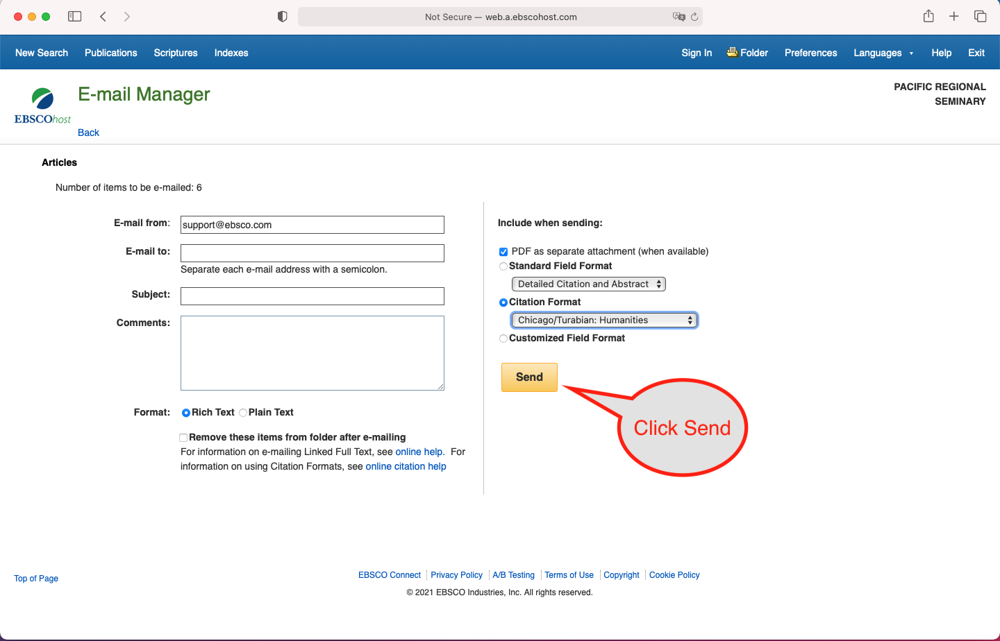 Not Secure — web.a.ebscohost.com
New Search Publications Scriptures Indexes Sign In Folder Preferences Languages Help Exit
EBSCOhost
E-mail Manager
Back
PACIFIC REGIONAL
SEMINARY
Articles
Number of items to be e-mailed: 6
E-mail from: support@ebsco.com
E-mail to:
Separate each e-mail address with a semicolon.
Subject:
Comments:
Format: Rich Text Plain Text
Remove these items from folder after e-mailing
For information on e-mailing Linked Full Text, see online help. For
information on using Citation Formats, see online citation help
Include when sending:
PDF as separate attachment (when available)
Standard Field Format
Detailed Citation and Abstract
Citation Format
Chicago/Turabian: Humanities
Customized Field Format
Send
Click Send
Top of Page
EBSCO Connect Privacy Policy A/B Testing Terms of Use Copyright Cookie Policy
© 2021 EBSCO Industries, Inc. All rights reserved.